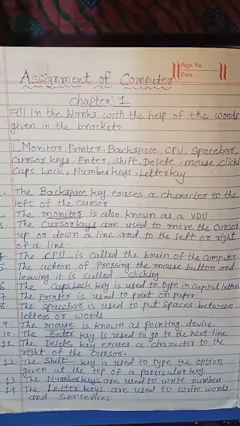 Page No.
Date
Assignment of Computer
Chapter: 1
Fill in the blanks with the help of the words
given in the brackets
Monitor, Printer, Backspace, CPU, Spacebar,
Cursor keys, Enter, Shift, Delete, mouse, click
Caps Lock, Number keys, Letter key
The Backspace key erases a character to the
left of the cursor
The monitor is also known as a VDU
3 The Cursor keys are used to move the cursor
up or down a line and to the left or right
of a line
The CPU is called the brain of the computer
5 The action of pressing the mouse button and
leaving it is called clicking
6 The Caps Lock key is used to type in capital letters
7 The Printer is used to print on paper
8 The spacebar is used to put spaces between
letters or words
9 The mouse is known as pointing device
10. The Enter key is used to go to the next line
11 The Delete key erases a character to the
right of the cursor.
12 The Shift key is used to type the option
given at the top of a particular key
13 The Number keys are used to write number
14 The Letter keys are used to write words
and sentences